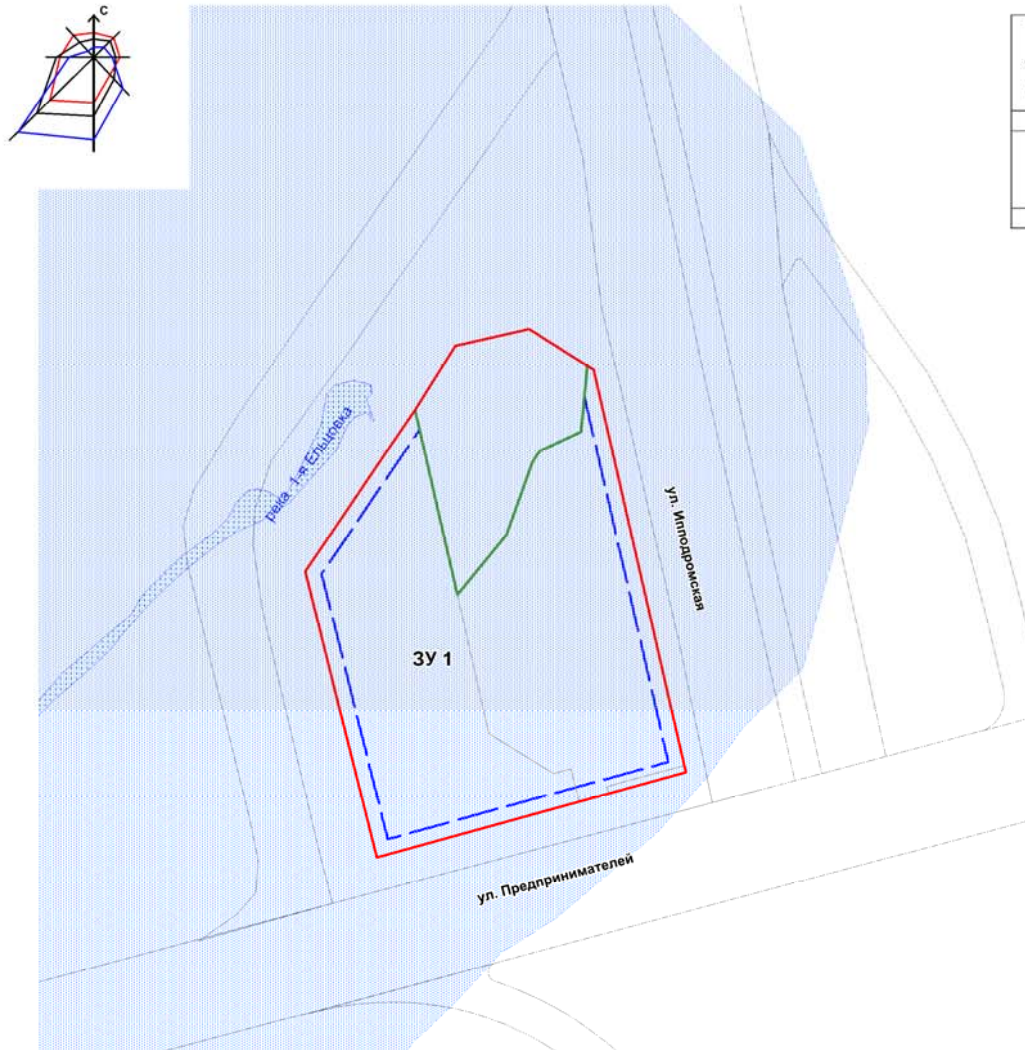 С
река 1-я Ельцовка
ул. Ипподромская
ЗУ 1
ул. Предпринимателей